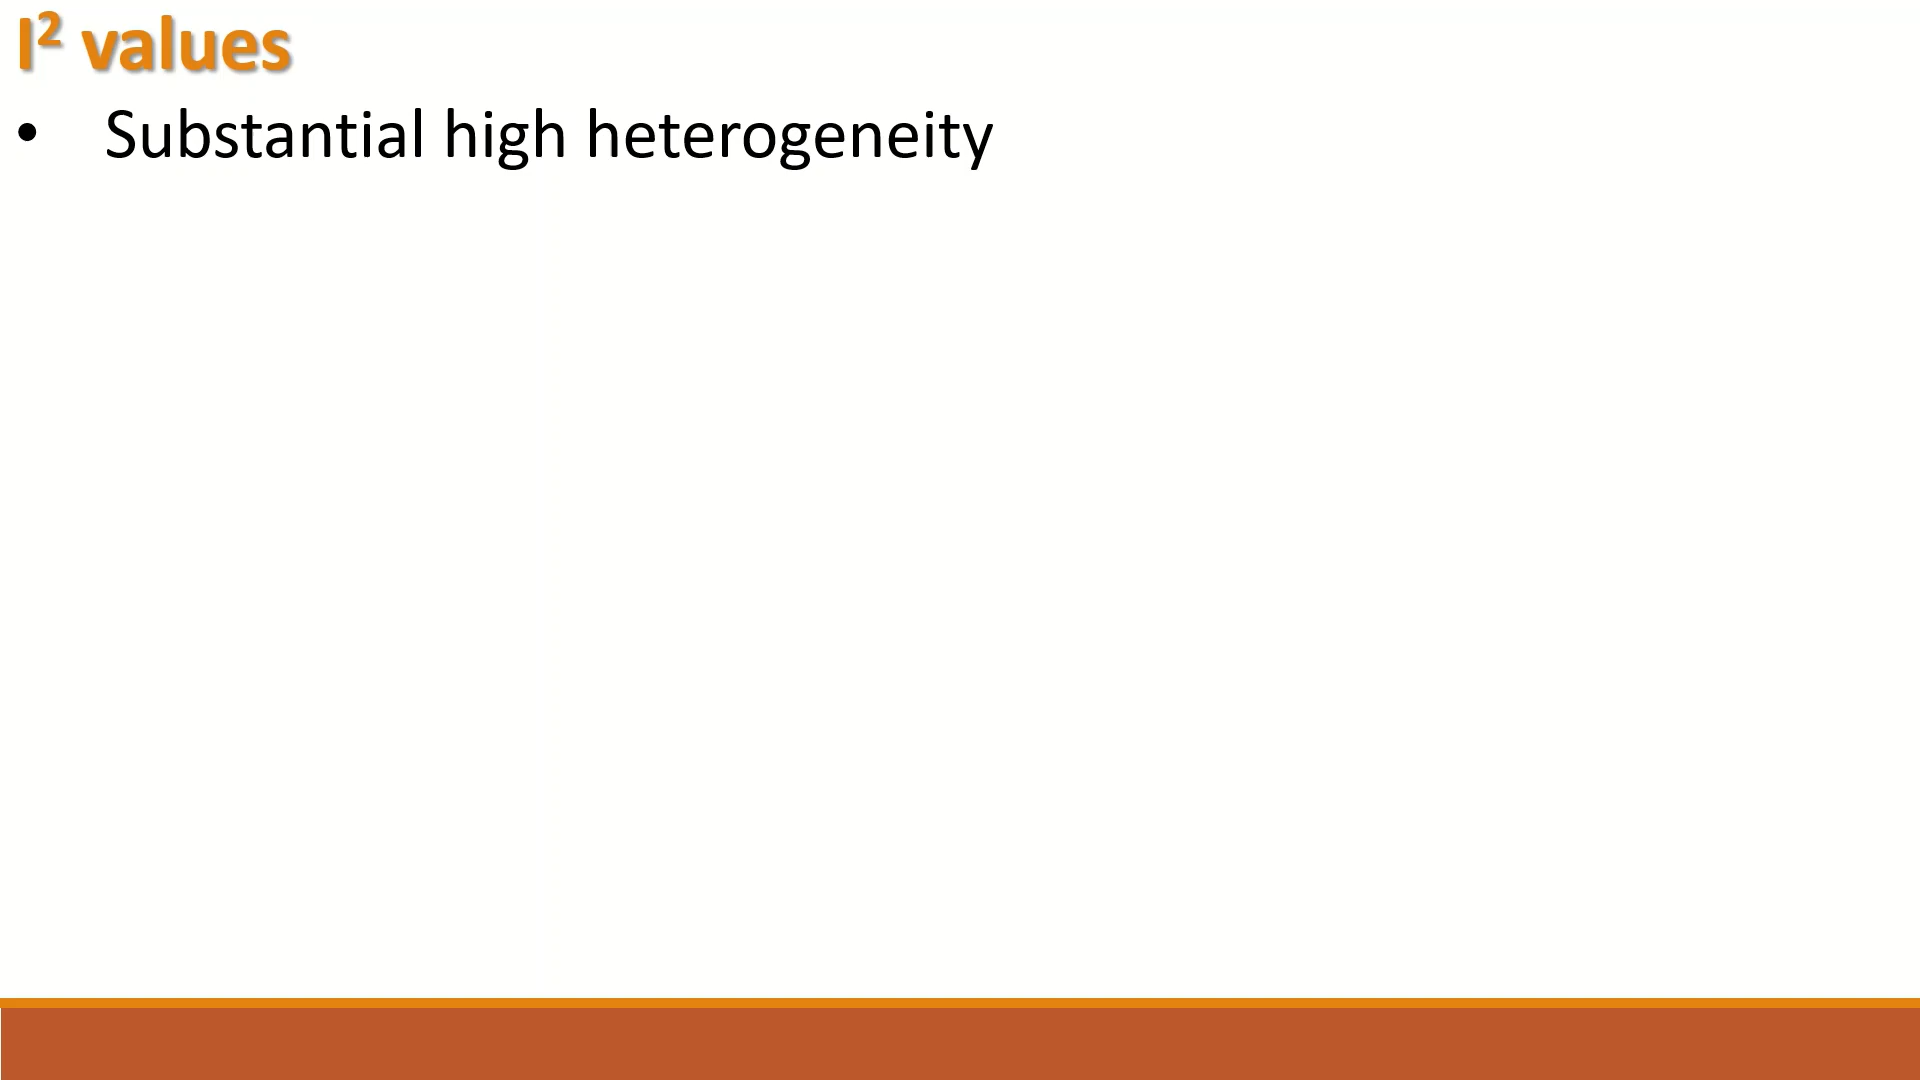 I² values
• Substantial high heterogeneity